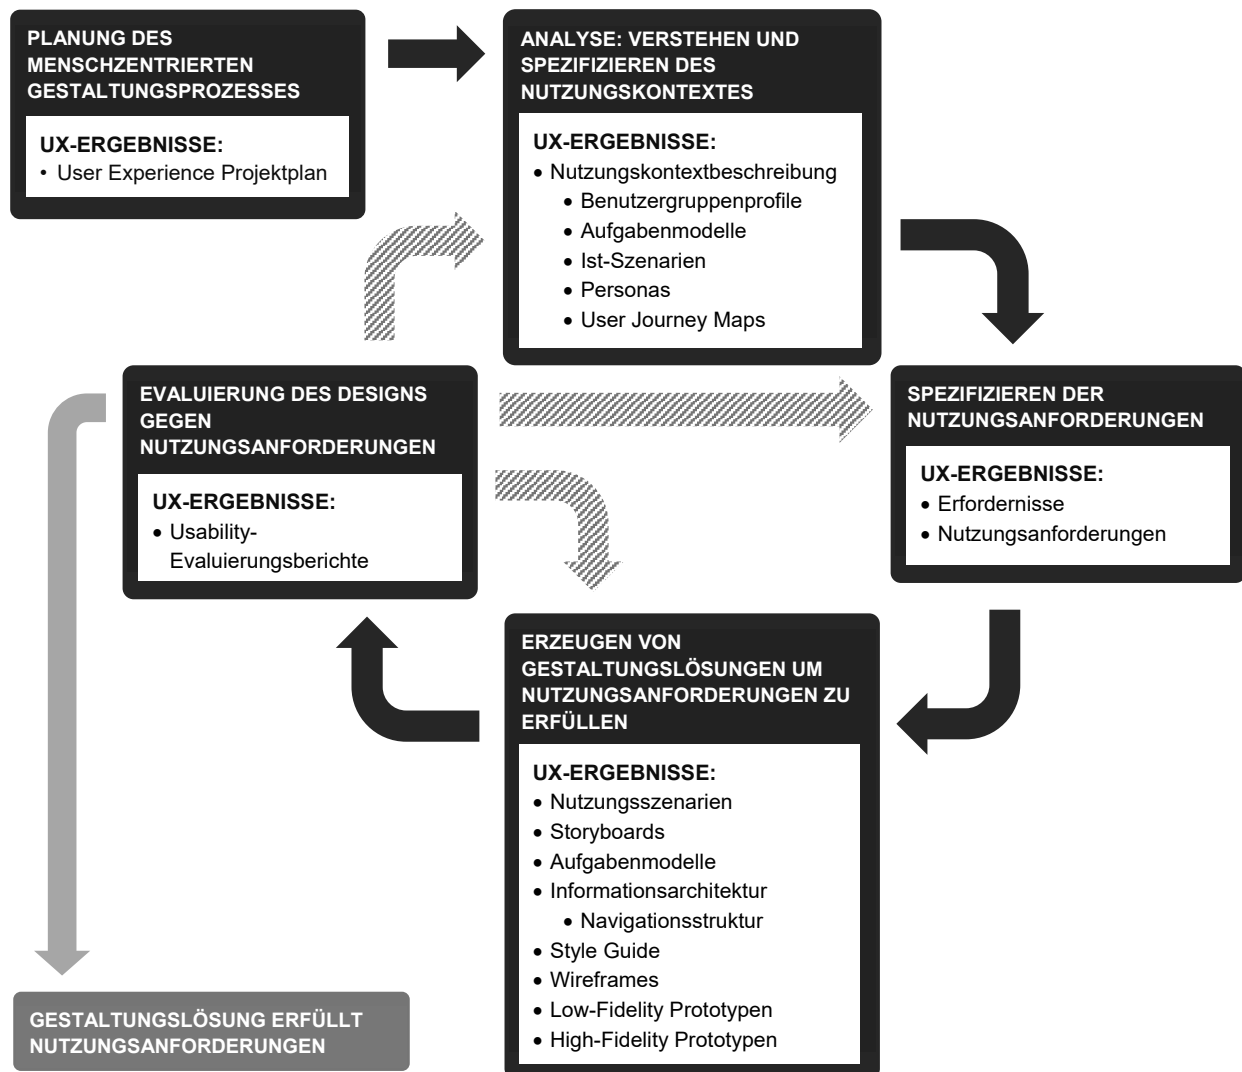 PLANUNG DES
MENSCHZENTRIERTEN
GESTALTUNGSPROZESSES
UX-ERGEBNISSE:
• User Experience Projektplan
ANALYSE: VERSTEHEN UND
SPEZIFIZIEREN DES
NUTZUNGSKONTEXTES
UX-ERGEBNISSE:
• Nutzungskontextbeschreibung
• Benutzergruppenprofile
• Aufgabenmodelle
• Ist-Szenarien
• Personas
• User Journey Maps
EVALUIERUNG DES DESIGNS
GEGEN
NUTZUNGSANFORDERUNGEN
UX-ERGEBNISSE:
• Usability-
Evaluierungsberichte
SPEZIFIZIEREN DER
NUTZUNGSANFORDERUNGEN
UX-ERGEBNISSE:
• Erfordernisse
• Nutzungsanforderungen
ERZEUGEN VON
GESTALTUNGSLÖSUNGEN UM
NUTZUNGSANFORDERUNGEN ZU
ERFÜLLEN
UX-ERGEBNISSE:
• Nutzungsszenarien
• Storyboards
• Aufgabenmodelle
• Informationsarchitektur
• Navigationsstruktur
• Style Guide
• Wireframes
• Low-Fidelity Prototypen
• High-Fidelity Prototypen
GESTALTUNGSLÖSUNG ERFÜLLT
NUTZUNGSANFORDERUNGEN